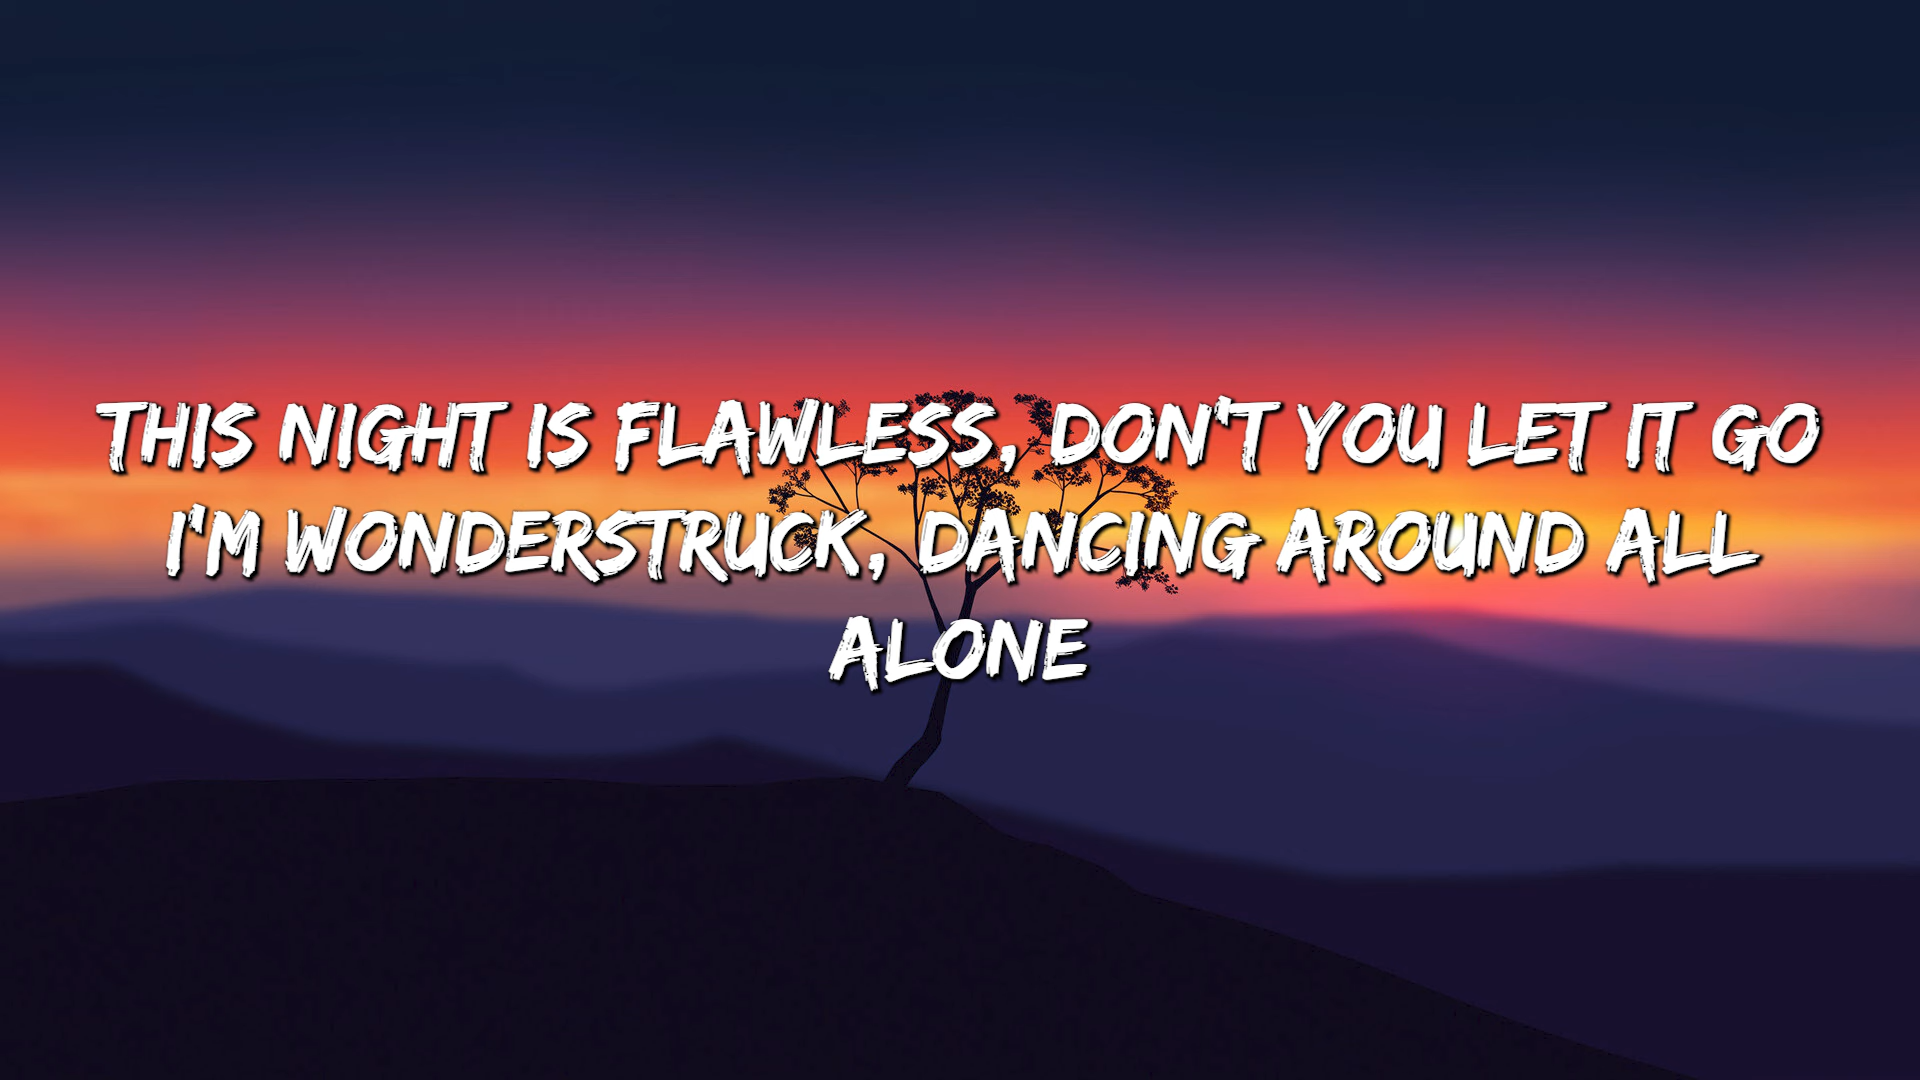 THIS NIGHT IS FLAWLESS, DON'T YOU LET IT GO
I'M WONDERSTRUCK, DANCING AROUND ALL
ALONE